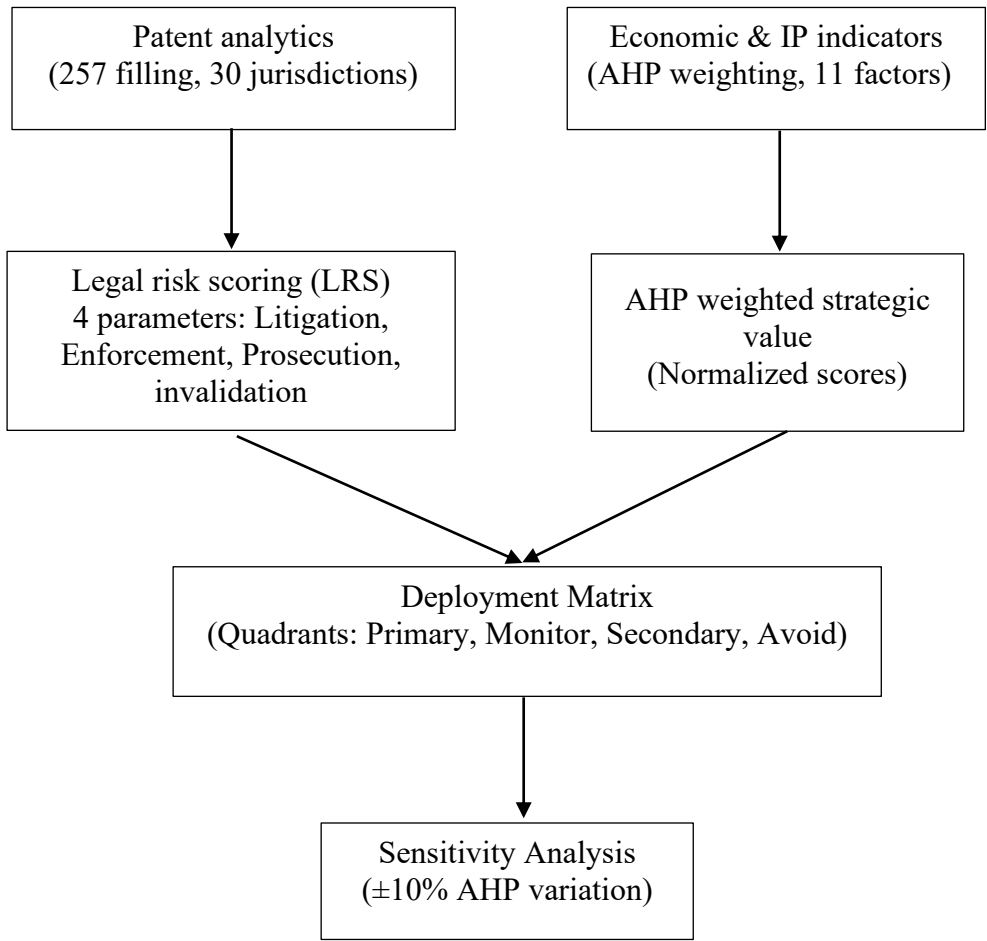 Patent analytics
(257 filling, 30 jurisdictions)
Economic & IP indicators
(AHP weighting, 11 factors)
Legal risk scoring (LRS)
4 parameters: Litigation,
Enforcement, Prosecution,
invalidation
AHP weighted strategic
value
(Normalized scores)
Deployment Matrix
(Quadrants: Primary, Monitor, Secondary, Avoid)
Sensitivity Analysis
(±10% AHP variation)